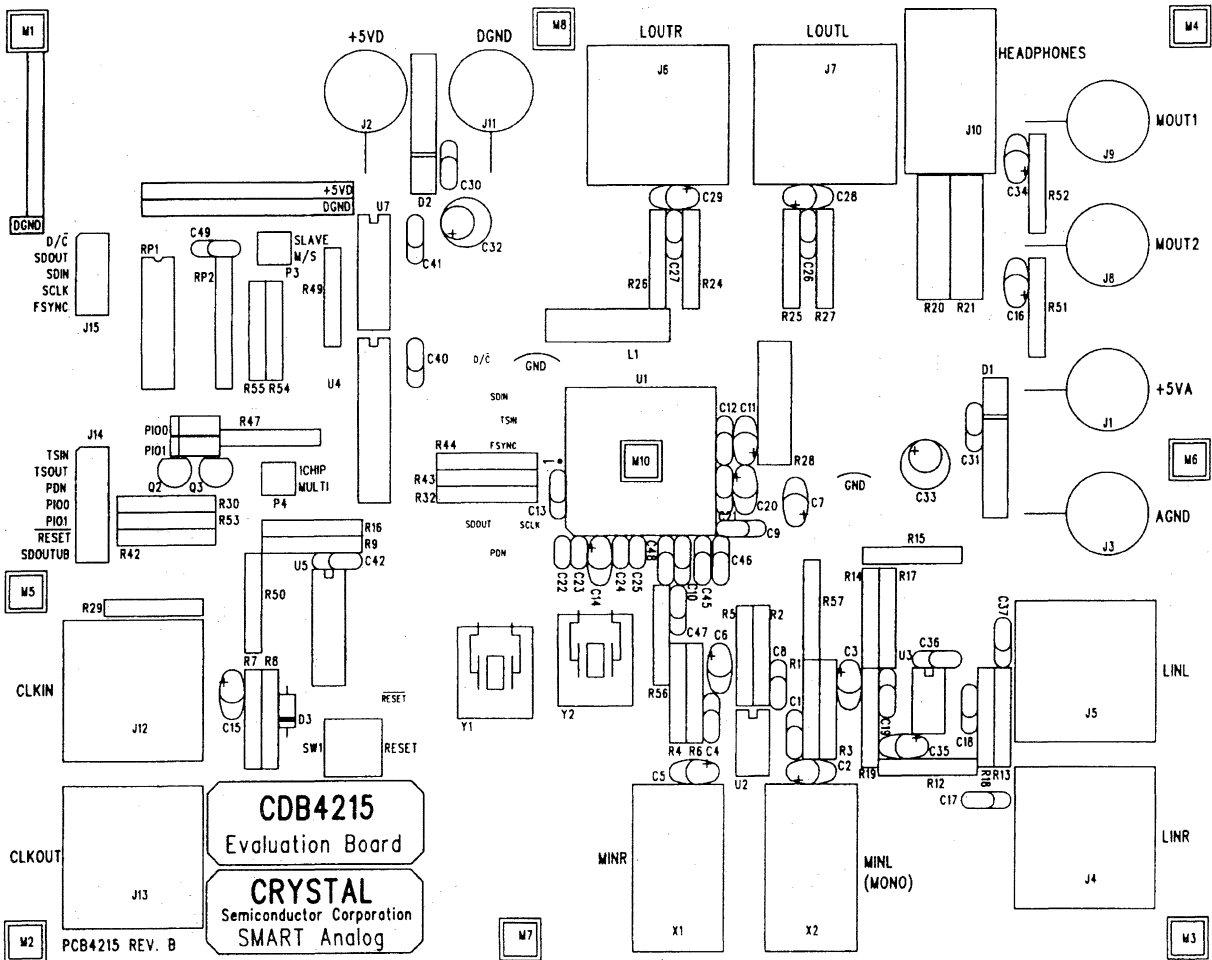 M1
M8
M4
+5VD
DGND
LOUTR
LOUTL
HEADPHONES
J6
J7
J10
MOUT1
J2
J11
J9
C30
C34
R52
+5VD
DGND
D2
U7
C29
C28
DGND
D/C̅
SDOUT
SDIN
SCLK
FSYNC
J15
RP1
C49
RP2
SLAVE
M/S
P3
R49
C41
C32
C27
C26
MOUT2
J8
R26
R24
R25
R27
R20
R21
C16
R51
R55
R54
U4
C40
D/C̅
GND
L1
U1
D1
+5VA
J1
SDIN
TSIN
FSYNC
C12
C11
C31
J14
TSIN
TSOUT
PDN
PIO0
PIO1
R̅E̅S̅E̅T̅
SDOUTUB
PIO0
PIO1
R47
Q2
Q3
1CHIP
MULTI
P4
R44
R43
R32
1
M10
R28
M6
C13
C20
C7
GND
C33
R30
R53
R42
SDOUT
SCLK
C9
AGND
J3
R16
R9
PDN
C48
C46
R15
U5
C42
C22
C23
C14
C24
C25
C10
C45
R14
R17
M5
R29
R50
R57
C37
R5
R2
C47
C6
C8
R1
C3
U3
C36
R7
R8
R56
C1
CLKIN
J12
C15
D3
R̅E̅S̅E̅T̅
SW1
RESET
Y1
Y2
R4
R6
C4
R3
C19
C35
C18
LINL
J5
C5
U2
C2
R19
R12
R18
R13
C17
CDB4215
Evaluation Board
CLKOUT
J13
MINR
MINL
(MONO)
LINR
J4
CRYSTAL
Semiconductor Corporation
SMART Analog
X1
X2
M2
PCB4215 REV. B
M7
M3